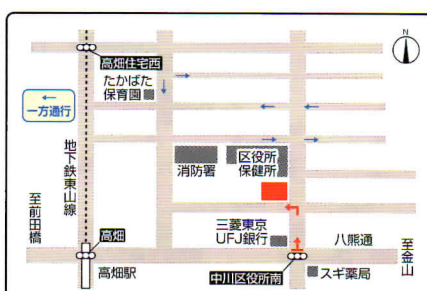 N
高畑住宅西
たかばた
保育園
←
一方通行
地下鉄東山線
消防署
区役所
保健所
至前田橋
三菱東京
UFJ銀行
八熊通
至金山
高畑
高畑駅
中川区役所南
スギ薬局